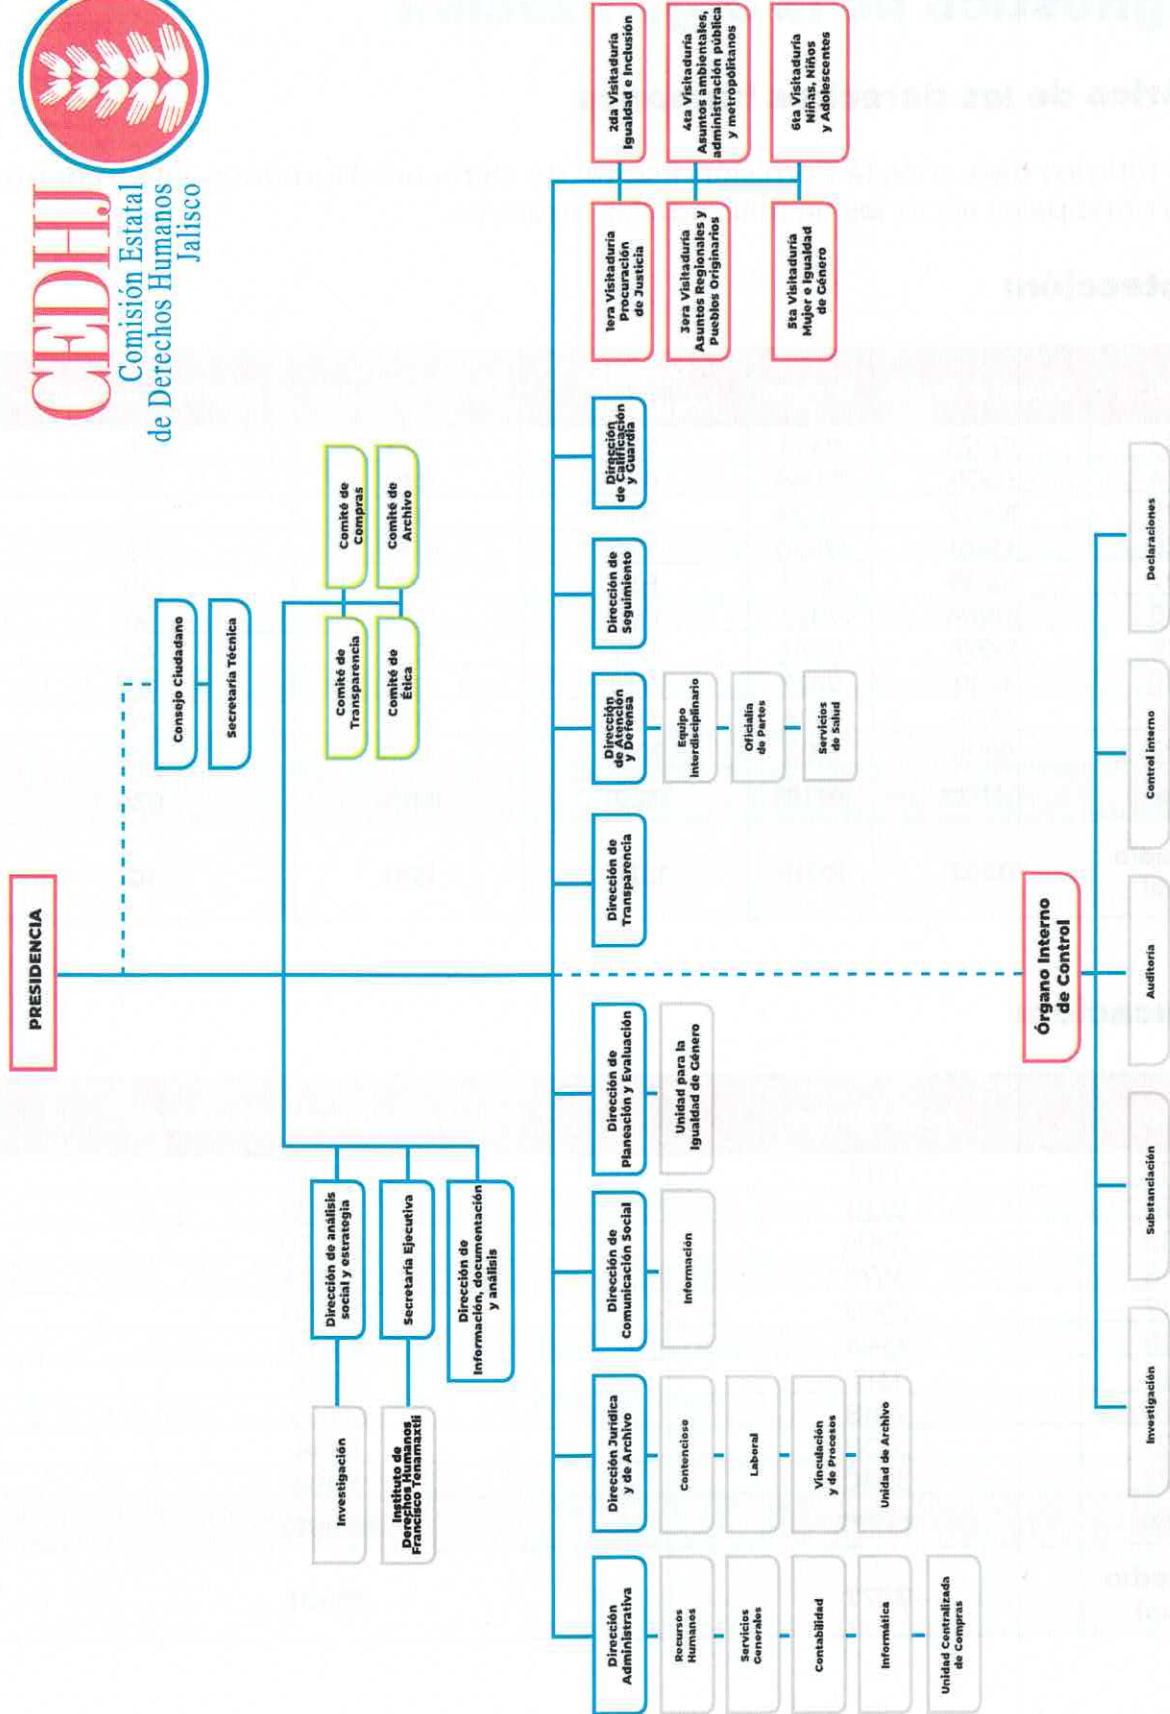 PRESIDENCIA
CEDHJ
Comisión Estatal
de Derechos Humanos
Jalisco
Consejo Ciudadano
Secretaría Técnica
Dirección de análisis
social y estrategia
Investigación
Secretaría Ejecutiva
Instituto de
Derechos Humanos
Francisco Tenamaxtli
Dirección de
Información, documentación
y análisis
Comité de
Transparencia
Comité de
Compras
Comité de
Ética
Comité de
Archivo
Dirección
Administrativa
Recursos
Humanos
Servicios
Generales
Contabilidad
Informática
Unidad Centralizada
de Compras
Dirección Jurídica
y de Archivo
Contencioso
Laboral
Vinculación
y de Procesos
Unidad de Archivo
Dirección de
Comunicación Social
Información
Dirección de
Planeación y Evaluación
Unidad para la
Igualdad de Género
Dirección de
Transparencia
Dirección
de Atención
y Defensa
Equipo
Interdisciplinario
Oficialía
de Partes
Servicios
de Salud
Dirección de
Seguimiento
Dirección
de Calificación
y Guardia
1era Visitaduría
Procuración
de Justicia
2da Visitaduría
Igualdad e Inclusión
3era Visitaduría
Asuntos Regionales y
Pueblos Originarios
4ta Visitaduría
Asuntos ambientales,
administración pública
y metropólitanos
5ta Visitaduría
Mujer e Igualdad
de Género
6ta Visitaduría
Niñas, Niños
y Adolescentes
Órgano Interno
de Control
Investigación
Substanciación
Auditoria
Control interno
Declaraciones